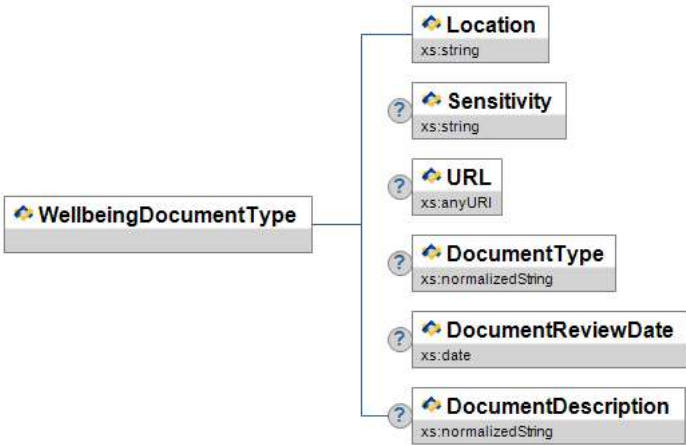 Location
xs:string
?
Sensitivity
xs:string
?
URL
xs:anyURI
WellbeingDocumentType
?
DocumentType
xs:normalizedString
?
DocumentReviewDate
xs:date
?
DocumentDescription
xs:normalizedString